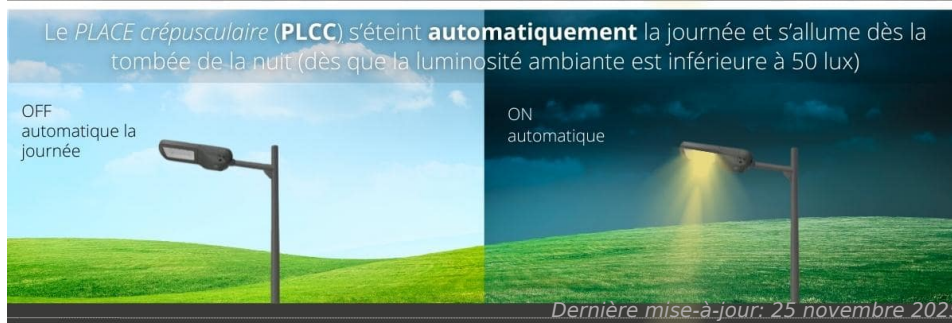 Le PLACE crépusculaire (PLCC) s’éteint automatiquement la journée et s’allume dès la
tombée de la nuit (dès que la luminosité ambiante est inférieure à 50 lux)
OFF
automatique la
journée
ON
automatique
Dernière mise-à-jour: 25 novembre 202